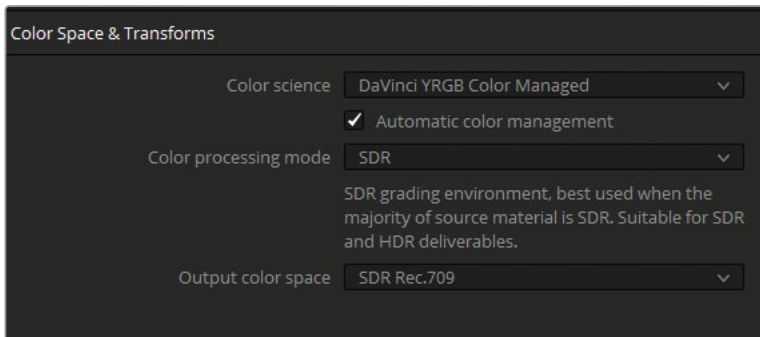 Color Space & Transforms
Color science DaVinci YRGB Color Managed
Automatic color management
Color processing mode SDR
SDR grading environment, best used when the
majority of source material is SDR. Suitable for SDR
and HDR deliverables.
Output color space SDR Rec.709